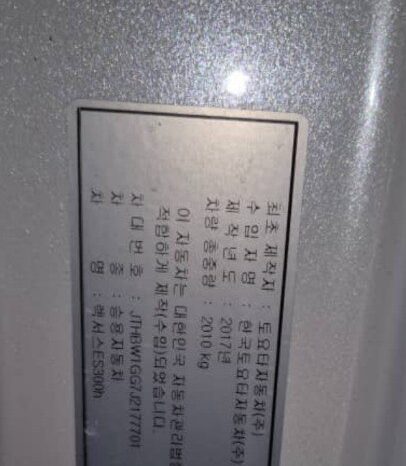 최초 제작자 : 토요타자동차(주)
수 입 자 명 : 한국토요타자동차(주)
제 작 년 도 : 2017년
차량 총중량 : 2010 kg
이 자동차는 대한민국 자동차관리법
적합하게 제작(수입)되었습니다.
차 대 번 호 : JTHBW1GG7J2177701
차 종 : 승용자동차
차 명 : 렉서스ES300h